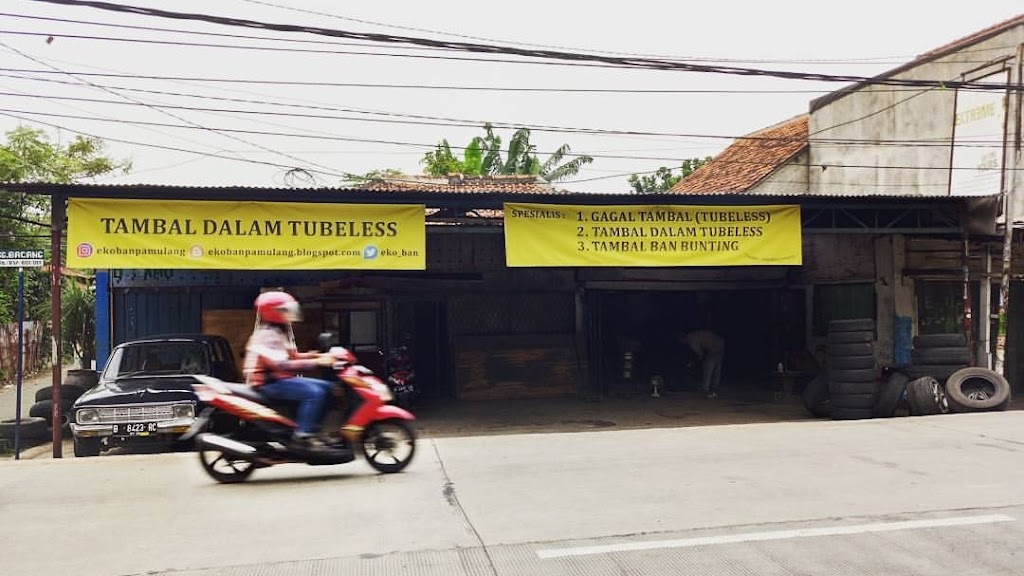 TAMBAL DALAM TUBELESS
ekobanpamulang ekobanpamulang.blogspot.com eko_ban
SPESIALIS : 1. GAGAL TAMBAL (TUBELESS)
2. TAMBAL DALAM TUBELESS
3. TAMBAL BAN BUNTING
B 8423 RC